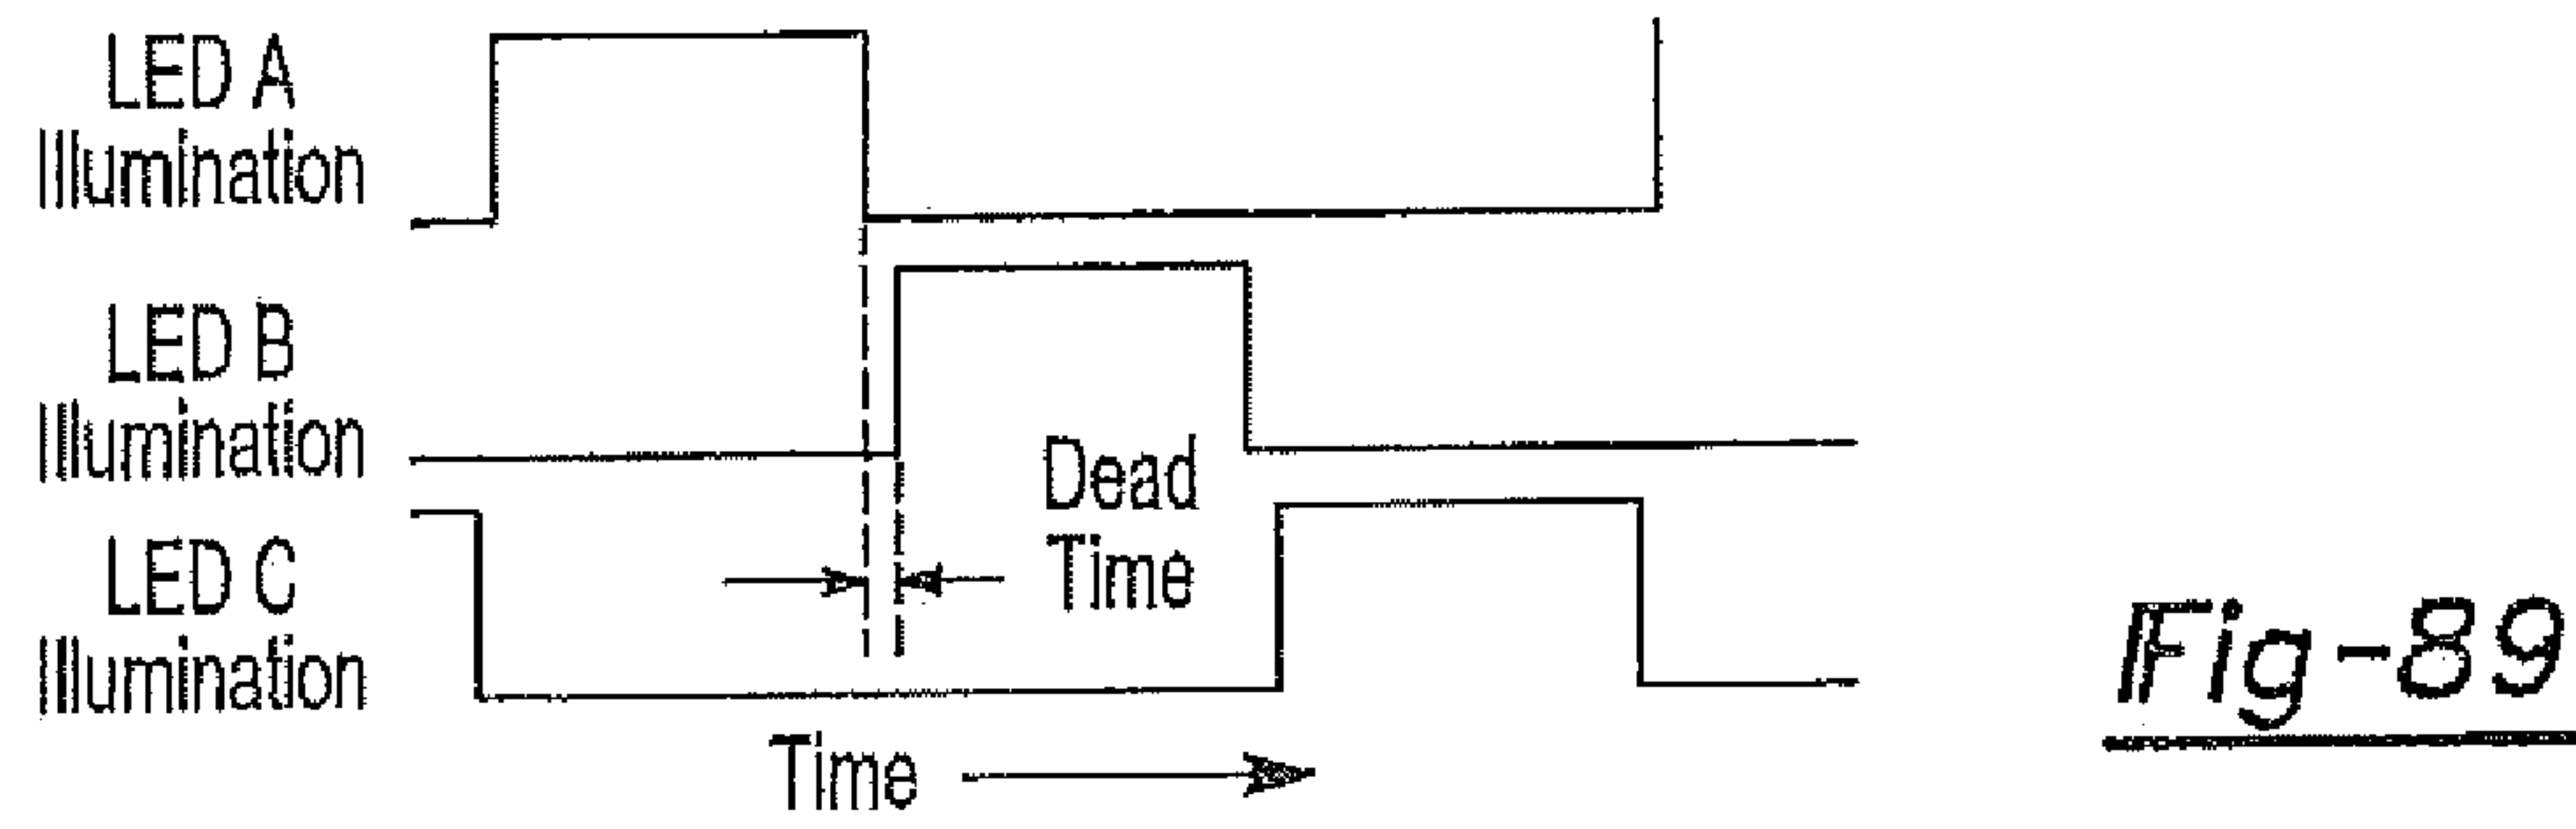 LED A
Illumination
LED B
Illumination
Dead
Time
LED C
Illumination
Time
Fig-89